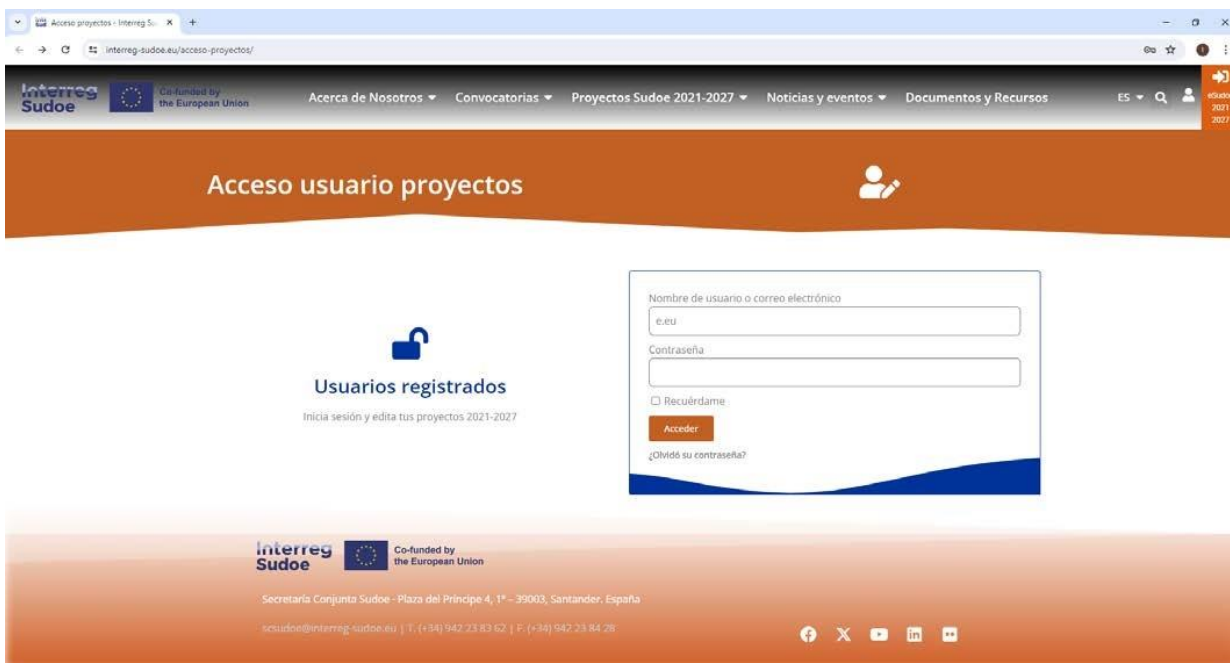 Acceso proyectos - Interreg Su
interreg-sudoe.eu/acceso-proyectos/
Interreg
Sudoe
Co-funded by
the European Union
Acerca de Nosotros
Convocatorias
Proyectos Sudoe 2021-2027
Noticias y eventos
Documentos y Recursos
ES
eSudoe
2021
2027
Acceso usuario proyectos
Usuarios registrados
Inicia sesión y edita tus proyectos 2021-2027
Nombre de usuario o correo electrónico
e.eu
Contraseña
Recuérdame
Acceder
¿Olvidó su contraseña?
Interreg
Sudoe
Co-funded by
the European Union
Secretaría Conjunta Sudoe - Plaza del Príncipe 4, 1ª – 39003, Santander. España
scsudoe@interreg-sudoe.eu | T. (+34) 942 23 83 62 | F. (+34) 942 23 84 28